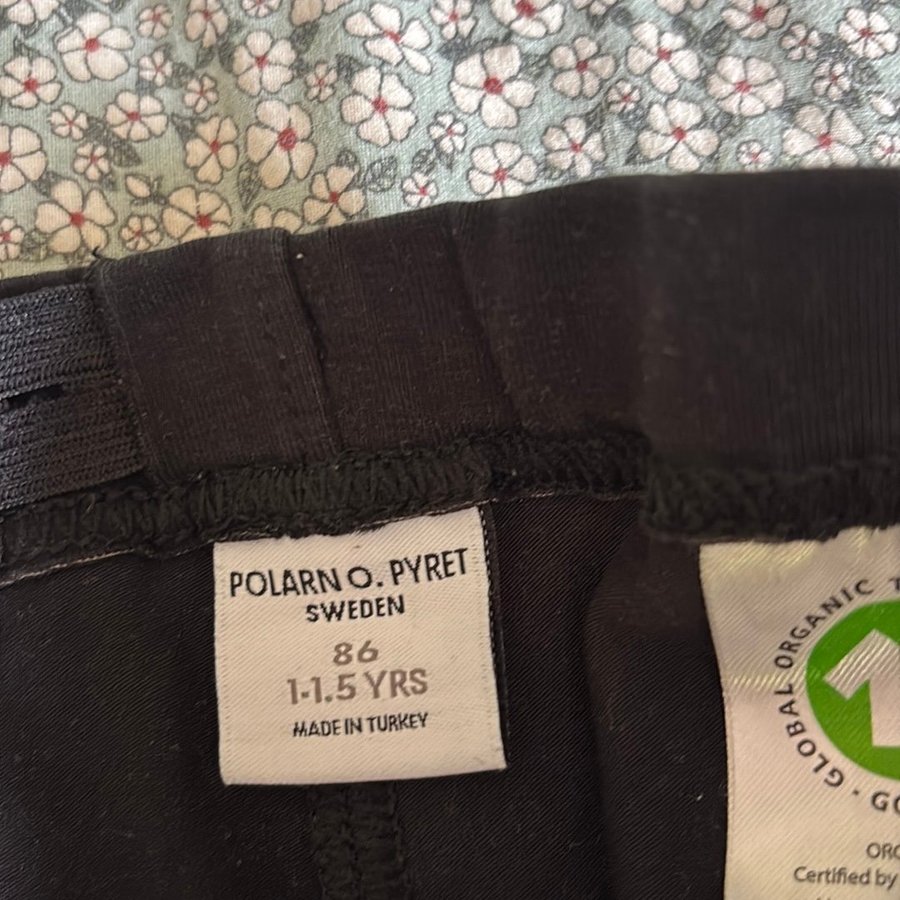 POLARN O. PYRET
SWEDEN
86
1-1.5 YRS
MADE IN TURKEY
GLOBAL ORGANIC
Certified by